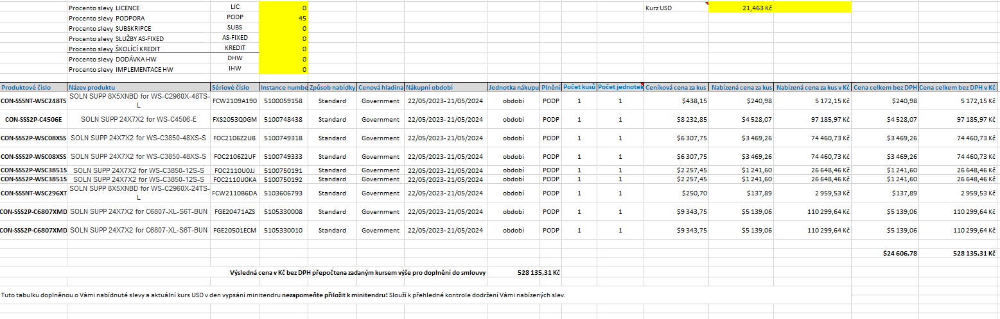 Procento slevy LICENCE LIC 0 Kurz USD 21,463 Kč
Procento slevy PODPORA PODP 45
Procento slevy SUBSKRIPCE SUBS 0
Procento slevy SLUŽBY AS-FIXED AS-FIXED 0
Procento slevy ŠKOLÍCÍ KREDIT KREDIT 0
Procento slevy DODÁVKA HW DHW 0
Procento slevy IMPLEMENTACE HW IHW 0
Produktové číslo Název produktu Sériové číslo Instance numbe Způsob nabídky Cenová hladina Nákupní období Jednotka nákupu Plnění Počet kusů Počet jednotek Ceníková cena za kus Nabízená cena za kus Nabízená cena za kus v Kč Cena celkem bez DPH Cena celkem bez DPH v Kč
CON-SSSNT-WSC248TS SOLN SUPP 8X5XNBD for WS-C2960X-48TS-L FCW2109A190 5100059158 Standard Government 22/05/2023- 21/05/2024 období PODP 1 1 $438,15 $240,98 5 172,15 Kč $240,98 5 172,15 Kč
CON-SSS2P-C4506E SOLN SUPP 24X7X2 for WS-C4506-E FXS2053Q0GM 5100748438 Standard Government 22/05/2023- 21/05/2024 období PODP 1 1 $8 232,85 $4 528,07 97 185,97 Kč $4 528,07 97 185,97 Kč
CON-SSS2P-WSC08XSS SOLN SUPP 24X7X2 for WS-C3850-48XS-S FOC2106Z2U8 5100749318 Standard Government 22/05/2023- 21/05/2024 období PODP 1 1 $6 307,75 $3 469,26 74 460,73 Kč $3 469,26 74 460,73 Kč
CON-SSS2P-WSC08XSS SOLN SUPP 24X7X2 for WS-C3850-48XS-S FOC2106Z2UF 5100749333 Standard Government 22/05/2023- 21/05/2024 období PODP 1 1 $6 307,75 $3 469,26 74 460,73 Kč $3 469,26 74 460,73 Kč
CON-SSS2P-WSC3851S SOLN SUPP 24X7X2 for WS-C3850-12S-S FOC2110U0JJ 5100750191 Standard Government 22/05/2023- 21/05/2024 období PODP 1 1 $2 257,45 $1 241,60 26 648,46 Kč $1 241,60 26 648,46 Kč
CON-SSS2P-WSC3851S SOLN SUPP 24X7X2 for WS-C3850-12S-S FOC2110U0KA 5100750192 Standard Government 22/05/2023- 21/05/2024 období PODP 1 1 $2 257,45 $1 241,60 26 648,46 Kč $1 241,60 26 648,46 Kč
CON-SSSNT-WSC296XT SOLN SUPP 8X5XNBD for WS-C2960X-24TS-L FCW2110B6DA 5103606793 Standard Government 22/05/2023- 21/05/2024 období PODP 1 1 $250,70 $137,89 2 959,53 Kč $137,89 2 959,53 Kč
CON-SSS2P-C6807XMD SOLN SUPP 24X7X2 for C6807-XL-S6T-BUN FGE20471AZS 5105330008 Standard Government 22/05/2023- 21/05/2024 období PODP 1 1 $9 343,75 $5 139,06 110 299,64 Kč $5 139,06 110 299,64 Kč
CON-SSS2P-C6807XMD SOLN SUPP 24X7X2 for C6807-XL-S6T-BUN FGE20501ECM 5105330010 Standard Government 22/05/2023- 21/05/2024 období PODP 1 1 $9 343,75 $5 139,06 110 299,64 Kč $5 139,06 110 299,64 Kč
$24 606,78 528 135,31 Kč
Výsledná cena v Kč bez DPH přepočtena zadaným kursem výše pro doplnění do smlouvy 528 135,31 Kč
Tuto tabulku doplněnou o Vámi nabídnuté slevy a aktuální kurs USD v den vypsání minitendru nezapomeňte přiložit k minitendru! Slouží k přehledné kontrole dodržení Vámi nabízených slev.